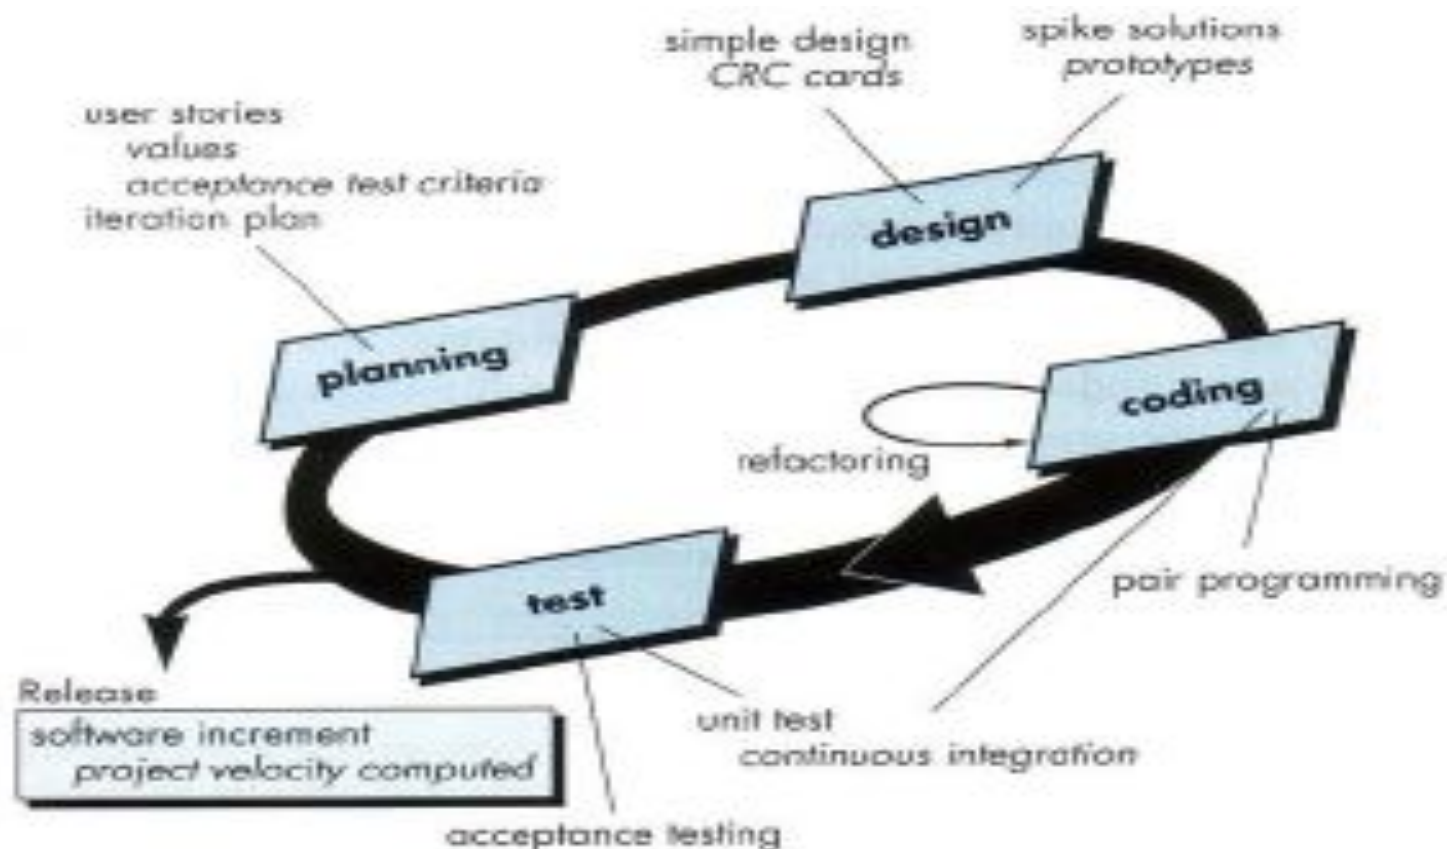 simple design
CRC cards
spike solutions
prototypes
user stories
values
acceptance test criteria
iteration plan
design
planning
coding
refactoring
test
pair programming
Release
software increment
project velocity computed
unit test
continuous integration
acceptance testing